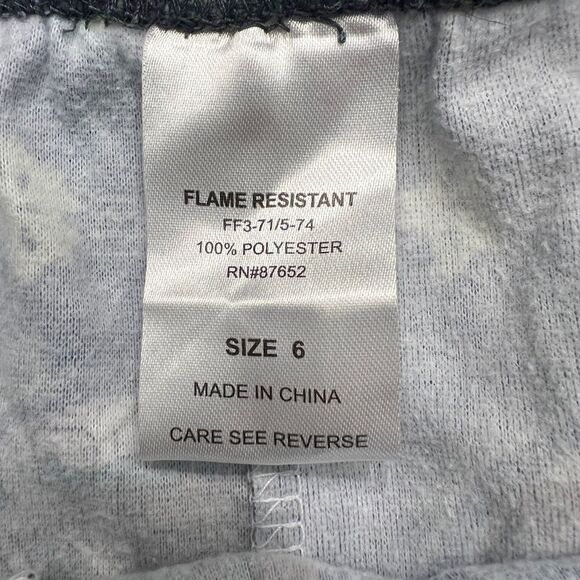 FLAME RESISTANT
FF3-71/5-74
100% POLYESTER
RN#87652
SIZE 6
MADE IN CHINA
CARE SEE REVERSE